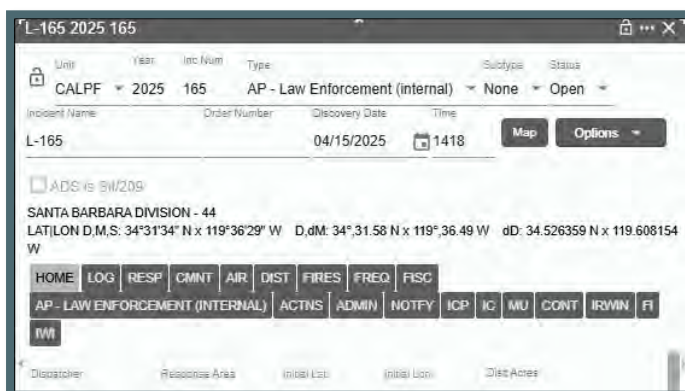 L-165 2025 165
Unit Year Inc Num Type Subtype Status
CALPF 2025 165 AP - Law Enforcement (internal) None Open
Incident Name Order Number Discovery Date Time
L-165 04/15/2025 1418 Map Options
ADS is Sit/209
SANTA BARBARA DIVISION - 44
LAT|LON D,M,S: 34°31'34" N x 119°36'29" W D,dM: 34°,31.58 N x 119°,36.49 W dD: 34.526359 N x 119.608154
W
HOME LOG RESP CMNT AIR DIST FIRES FREQ FISC
AP - LAW ENFORCEMENT (INTERNAL) ACTNS ADMIN NOTFY ICP IC MU CONT IRWIN FI
IWI
Dispatcher Response Area Initial Lat Initial Lon Dist Acres